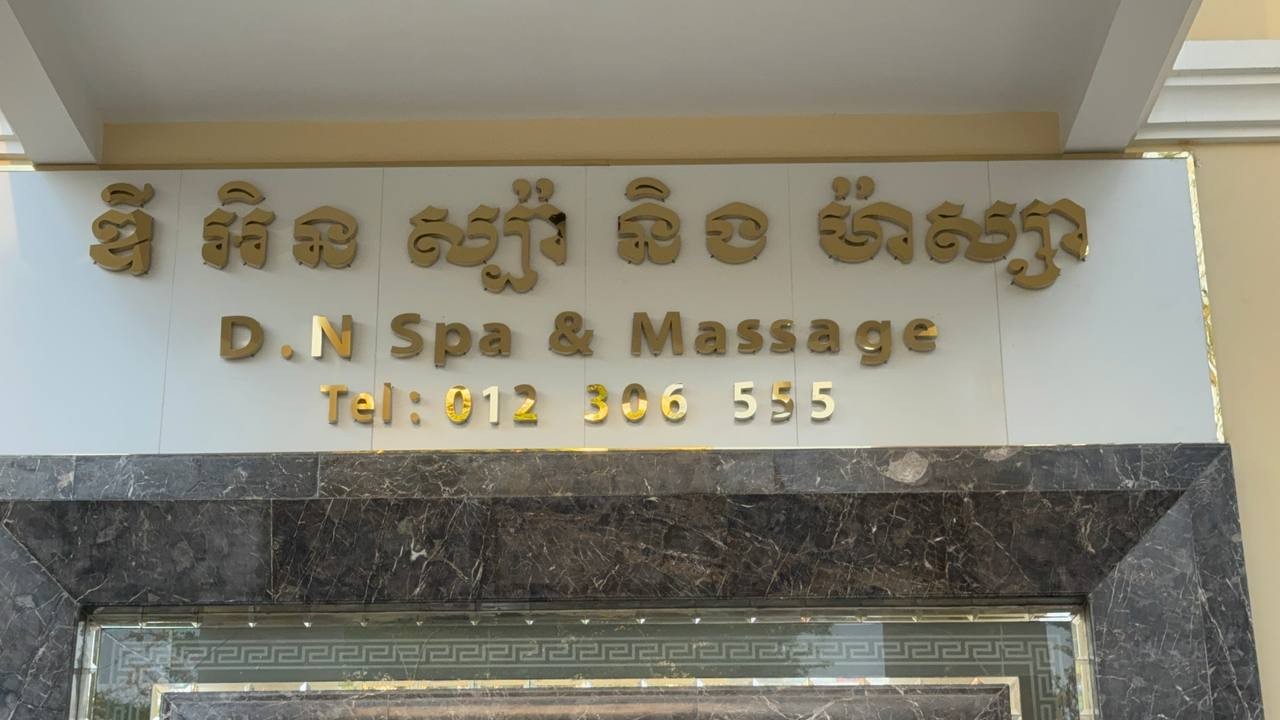 ឌី អិន ស្ប៉ា និង ម៉ាស្សា
D.N Spa & Massage
Tel: 012 306 555